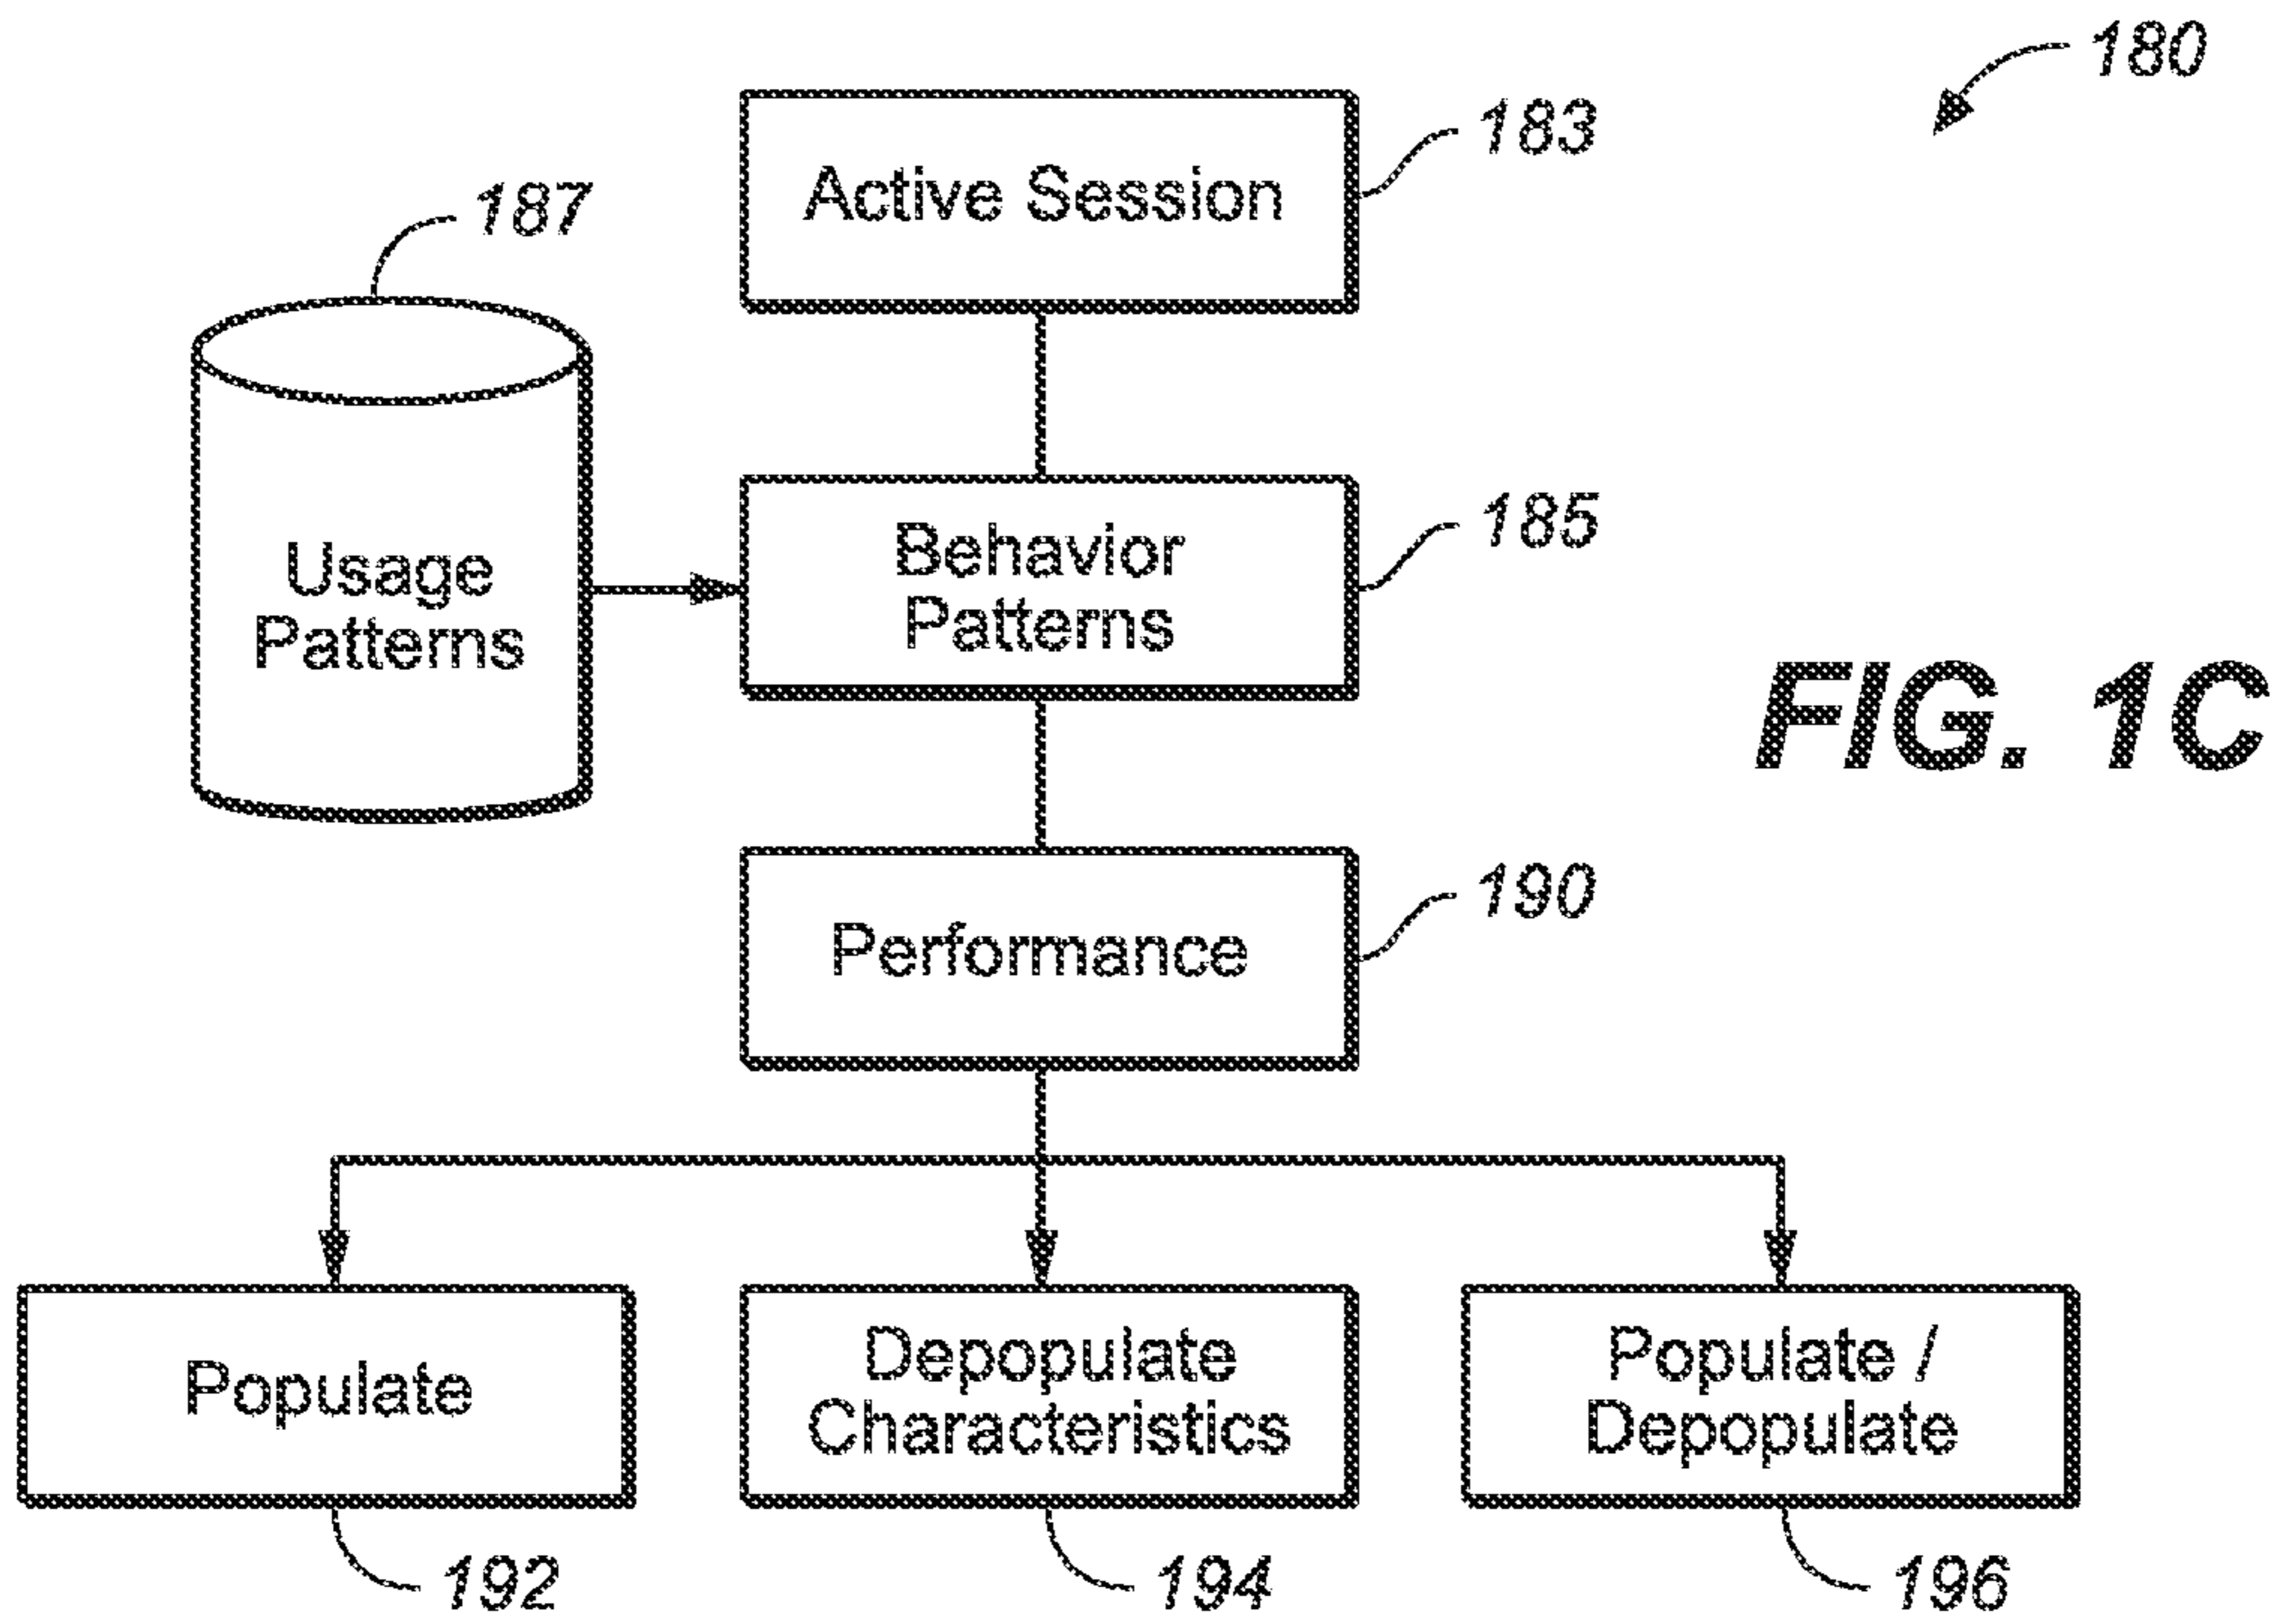 180
183
Active Session
187
185
Behavior
Patterns
Usage
Patterns
FIG. 1C
190
Performance
Populate
Depopulate
Characteristics
Populate /
Depopulate
192
194
196